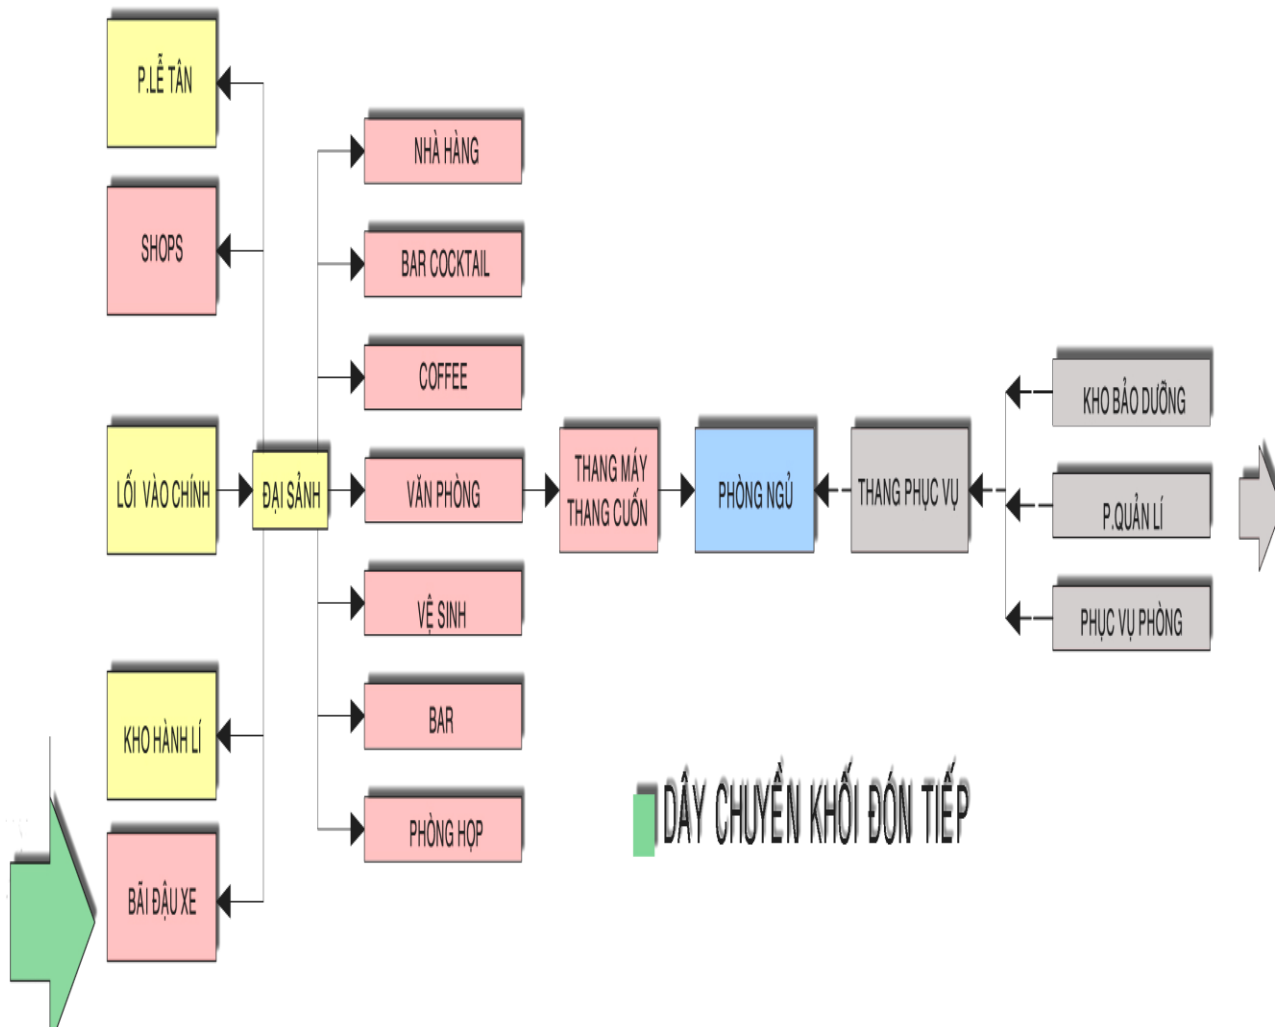 P.LỄ TÂN
SHOPS
LỐI VÀO CHÍNH
KHO HÀNH LÍ
BÃI ĐẬU XE
ĐẠI SẢNH
NHÀ HÀNG
BAR COCKTAIL
COFFEE
VĂN PHÒNG
VỆ SINH
BAR
PHÒNG HỌP
THANG MÁY
THANG CUỐN
PHÒNG NGỦ
THANG PHỤC VỤ
KHO BẢO DƯỠNG
P.QUẢN LÍ
PHỤC VỤ PHÒNG
DÂY CHUYỀN KHỐI ĐÓN TIẾP